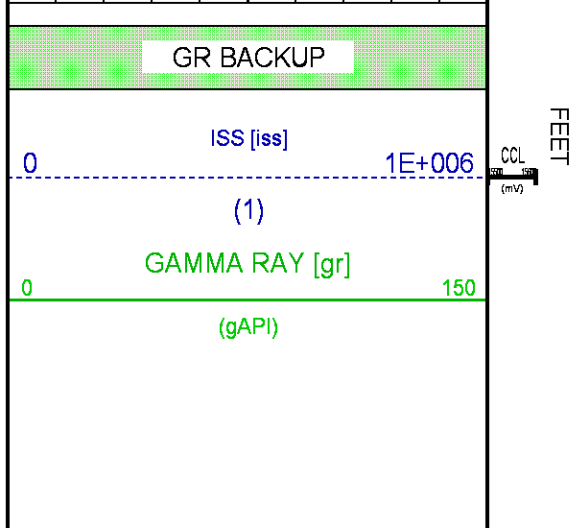 GR BACKUP
ISS [iss]
0 1E+006
(1)
GAMMA RAY [gr]
0 150
(gAPI)
CCL
(mV)
FEET